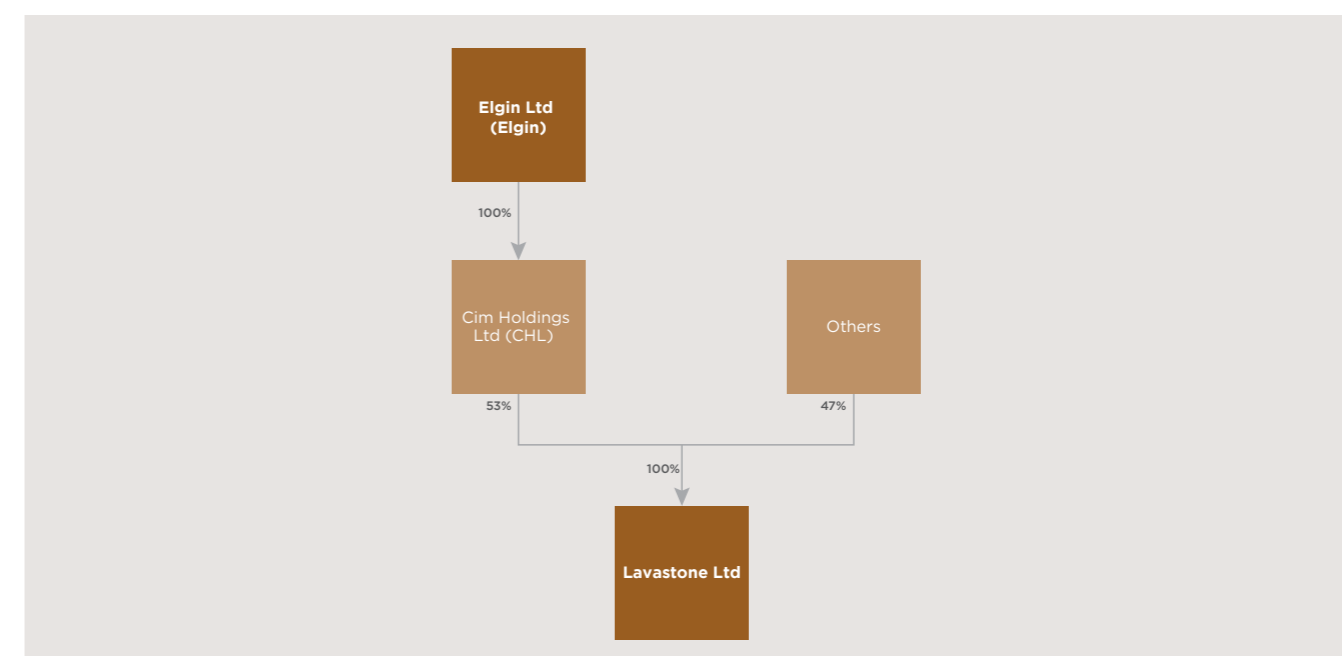 Elgin Ltd
(Elgin)
100%
Cim Holdings
Ltd (CHL)
Others
53%
47%
100%
Lavastone Ltd